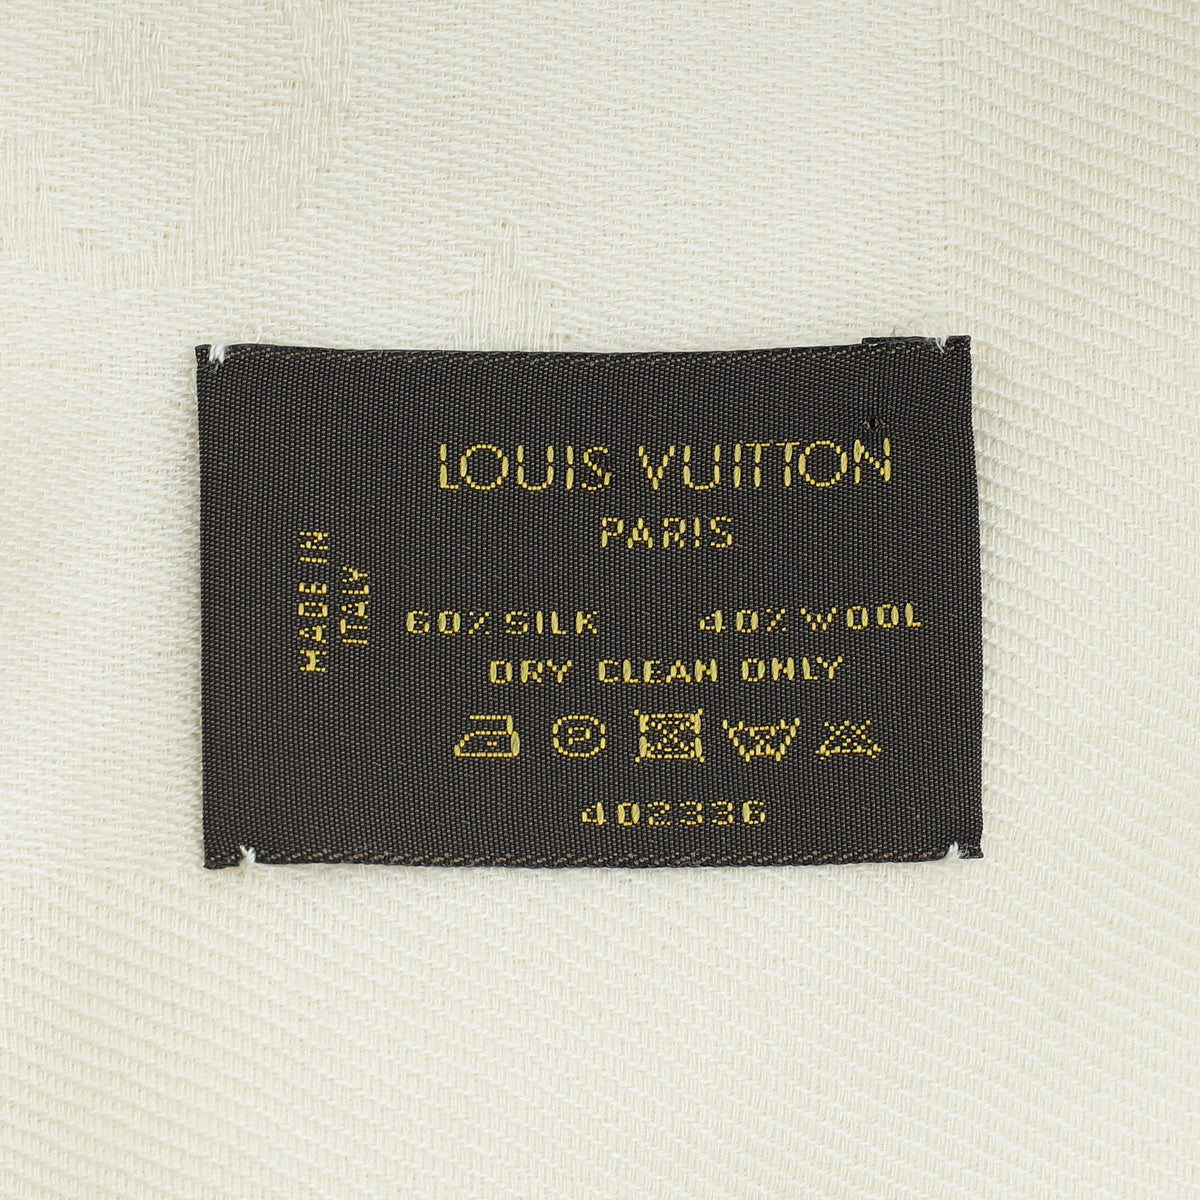 LOUIS VUITTON
PARIS
MADE IN
ITALY
60% SILK 40% WOOL
DRY CLEAN ONLY
P
402336